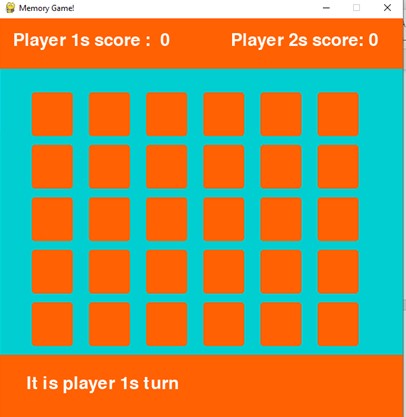 Memory Game!
Player 1s score :  0
Player 2s score: 0
It is player 1s turn